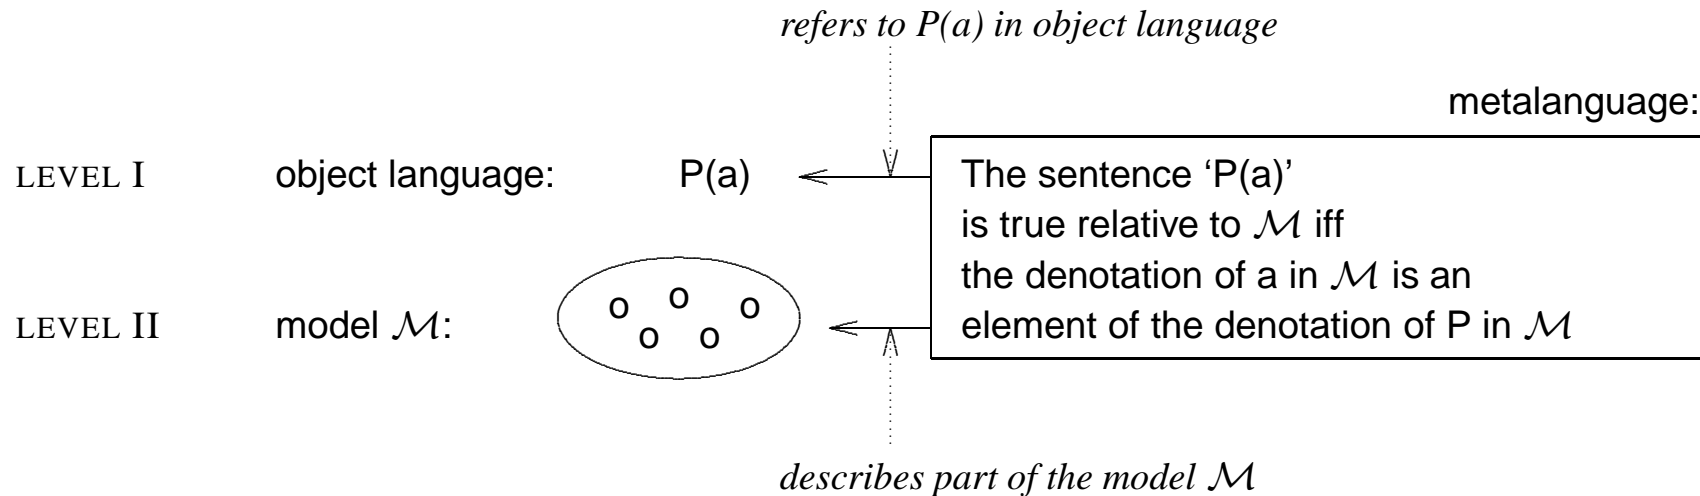 refers to P(a) in object language
metalanguage:
LEVEL I object language: P(a) The sentence ‘P(a)’
is true relative to ℳ iff
the denotation of a in ℳ is an
LEVEL II model ℳ: o o o o o element of the denotation of P in ℳ
describes part of the model ℳ